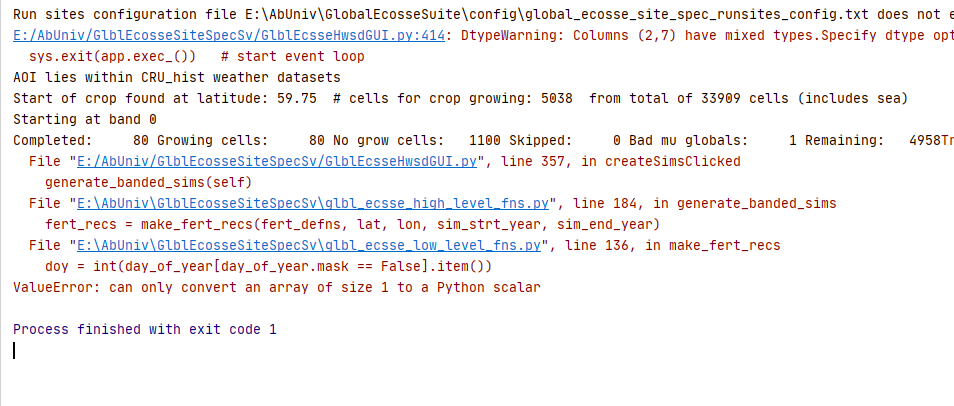 Run sites configuration file E:\AbUniv\GlobalEcosseSuite\config\global_ecosse_site_spec_runsites_config.txt does not e
E:/AbUniv/GlblEcosseSiteSpecSv/GlblEcsseHwsdGUI.py:414: DtypeWarning: Columns (2,7) have mixed types.Specify dtype opt
  sys.exit(app.exec_())   # start event loop
AOI lies within CRU_hist weather datasets
Start of crop found at latitude: 59.75  # cells for crop growing: 5038  from total of 33909 cells (includes sea)
Starting at band 0
Completed:     80 Growing cells:     80 No grow cells:   1100 Skipped:     0 Bad mu globals:     1 Remaining:   4958Tr
  File "E:/AbUniv/GlblEcosseSiteSpecSv/GlblEcsseHwsdGUI.py", line 357, in createSimsClicked
    generate_banded_sims(self)
  File "E:\AbUniv\GlblEcosseSiteSpecSv\glbl_ecsse_high_level_fns.py", line 184, in generate_banded_sims
    fert_recs = make_fert_recs(fert_defns, lat, lon, sim_strt_year, sim_end_year)
  File "E:\AbUniv\GlblEcosseSiteSpecSv\glbl_ecsse_low_level_fns.py", line 136, in make_fert_recs
    doy = int(day_of_year[day_of_year.mask == False].item())
ValueError: can only convert an array of size 1 to a Python scalar
Process finished with exit code 1